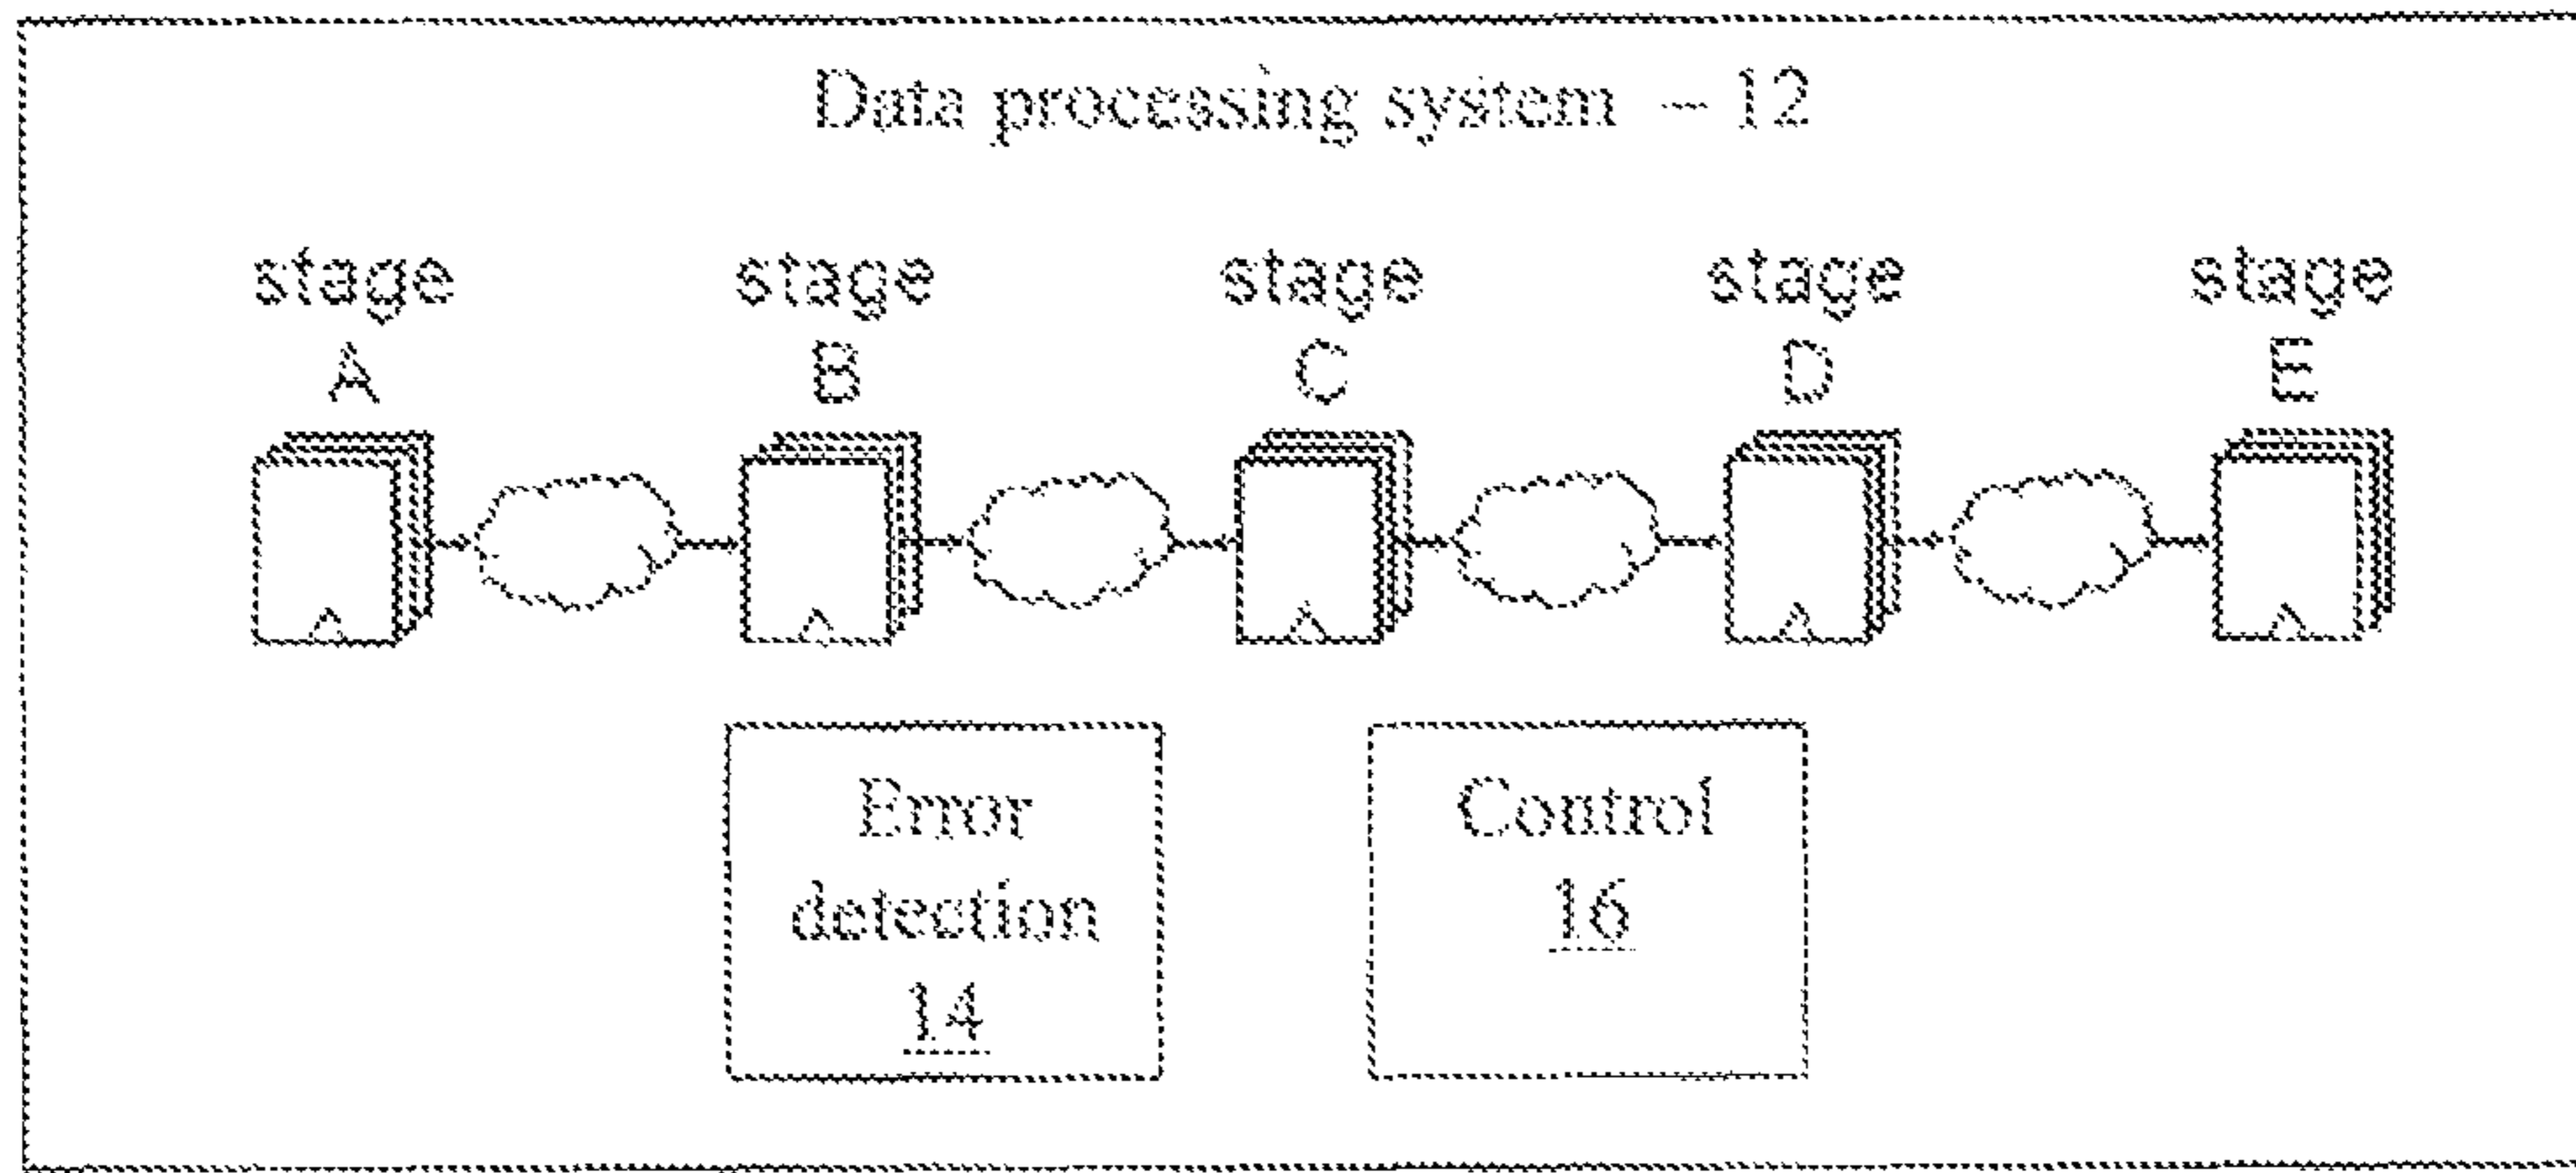 Data processing system – 12
stage stage stage stage stage
A B C D E
Error
detection
14
Control
16